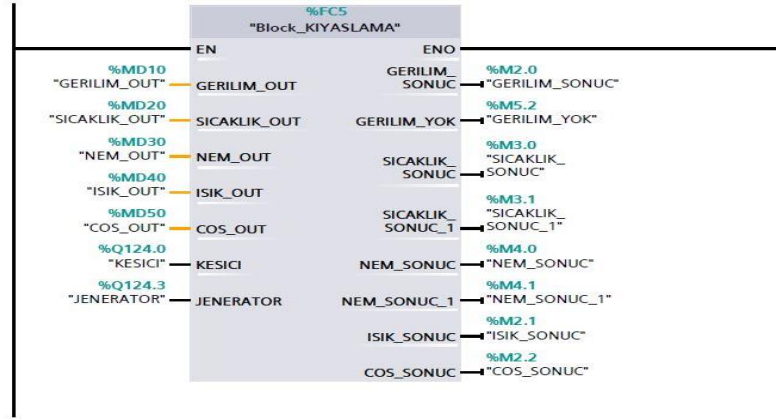 %FC5
"Block_KIYASLAMA"
EN ENO
%MD10
"GERILIM_OUT" GERILIM_OUT
GERILIM_
SONUC
%M2.0
"GERILIM_SONUC"
%MD20
"SICAKLIK_OUT" SICAKLIK_OUT
GERILIM_YOK
%M5.2
"GERILIM_YOK"
%MD30
"NEM_OUT" NEM_OUT
SICAKLIK_
SONUC
%M3.0
"SICAKLIK_
SONUC"
%MD40
"ISIK_OUT" ISIK_OUT
%MD50
"COS_OUT" COS_OUT
SICAKLIK_
SONUC_1
%M3.1
"SICAKLIK_
SONUC_1"
%Q124.0
"KESICI" KESICI
NEM_SONUC
%M4.0
"NEM_SONUC"
%Q124.3
"JENERATOR" JENERATOR
NEM_SONUC_1
%M4.1
"NEM_SONUC_1"
ISIK_SONUC
%M2.1
"ISIK_SONUC"
COS_SONUC
%M2.2
"COS_SONUC"